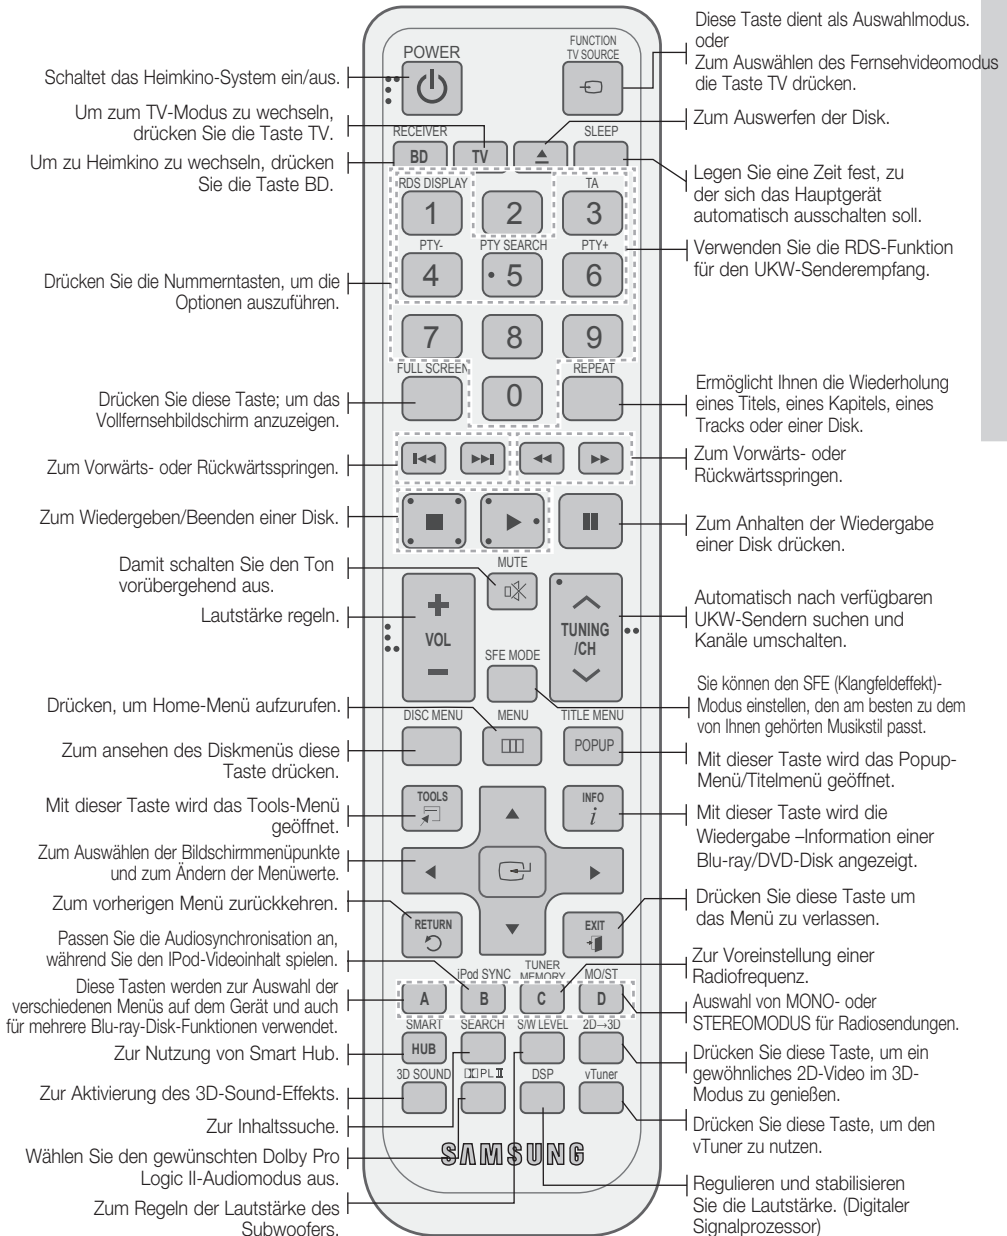 Schaltet das Heimkino-System ein/aus.
Um zum TV-Modus zu wechseln,
drücken Sie die Taste TV.
Um zu Heimkino zu wechseln, drücken
Sie die Taste BD.
Drücken Sie die Nummerntasten, um die
Optionen auszuführen.
Drücken Sie diese Taste; um das
Vollfernsehbildschirm anzuzeigen.
Zum Vorwärts- oder Rückwärtsspringen.
Zum Wiedergeben/Beenden einer Disk.
Damit schalten Sie den Ton
vorübergehend aus.
Lautstärke regeln.
Drücken, um Home-Menü aufzurufen.
Zum ansehen des Diskmenüs diese
Taste drücken.
Mit dieser Taste wird das Tools-Menü
geöffnet.
Zum Auswählen der Bildschirmmenüpunkte
und zum Ändern der Menüwerte.
Zum vorherigen Menü zurückkehren.
Passen Sie die Audiosynchronisation an,
während Sie den IPod-Videoinhalt spielen.
Diese Tasten werden zur Auswahl der
verschiedenen Menüs auf dem Gerät und auch
für mehrere Blu-ray-Disk-Funktionen verwendet.
Zur Nutzung von Smart Hub.
Zur Aktivierung des 3D-Sound-Effekts.
Zur Inhaltssuche.
Wählen Sie den gewünschten Dolby Pro
Logic II-Audiomodus aus.
Zum Regeln der Lautstärke des
Subwoofers.
POWER
FUNCTION
TV SOURCE
RECEIVER
SLEEP
BD
TV
RDS DISPLAY
TA
1
2
3
PTY-
PTY SEARCH
PTY+
4
5
6
7
8
9
FULL SCREEN
REPEAT
0
MUTE
VOL
TUNING
/CH
SFE MODE
DISC MENU
MENU
TITLE MENU
POPUP
TOOLS
INFO
i
RETURN
EXIT
iPod SYNC
TUNER
MEMORY
MO/ST
A
B
C
D
SMART
SEARCH
S/W LEVEL
2D→3D
HUB
3D SOUND
PL II
DSP
vTuner
SAMSUNG
Diese Taste dient als Auswahlmodus.
oder
Zum Auswählen des Fernsehvideomodus
die Taste TV drücken.
Zum Auswerfen der Disk.
Legen Sie eine Zeit fest, zu
der sich das Hauptgerät
automatisch ausschalten soll.
Verwenden Sie die RDS-Funktion
für den UKW-Senderempfang.
Ermöglicht Ihnen die Wiederholung
eines Titels, eines Kapitels, eines
Tracks oder einer Disk.
Zum Vorwärts- oder
Rückwärtsspringen.
Zum Anhalten der Wiedergabe
einer Disk drücken.
Automatisch nach verfügbaren
UKW-Sendern suchen und
Kanäle umschalten.
Sie können den SFE (Klangfeldeffekt)-
Modus einstellen, den am besten zu dem
von Ihnen gehörten Musikstil passt.
Mit dieser Taste wird das Popup-
Menü/Titelmenü geöffnet.
Mit dieser Taste wird die
Wiedergabe –Information einer
Blu-ray/DVD-Disk angezeigt.
Drücken Sie diese Taste um
das Menü zu verlassen.
Zur Voreinstellung einer
Radiofrequenz.
Auswahl von MONO- oder
STEREOMODUS für Radiosendungen.
Drücken Sie diese Taste, um ein
gewöhnliches 2D-Video im 3D-
Modus zu genießen.
Drücken Sie diese Taste, um den
vTuner zu nutzen.
Regulieren und stabilisieren
Sie die Lautstärke. (Digitaler
Signalprozessor)